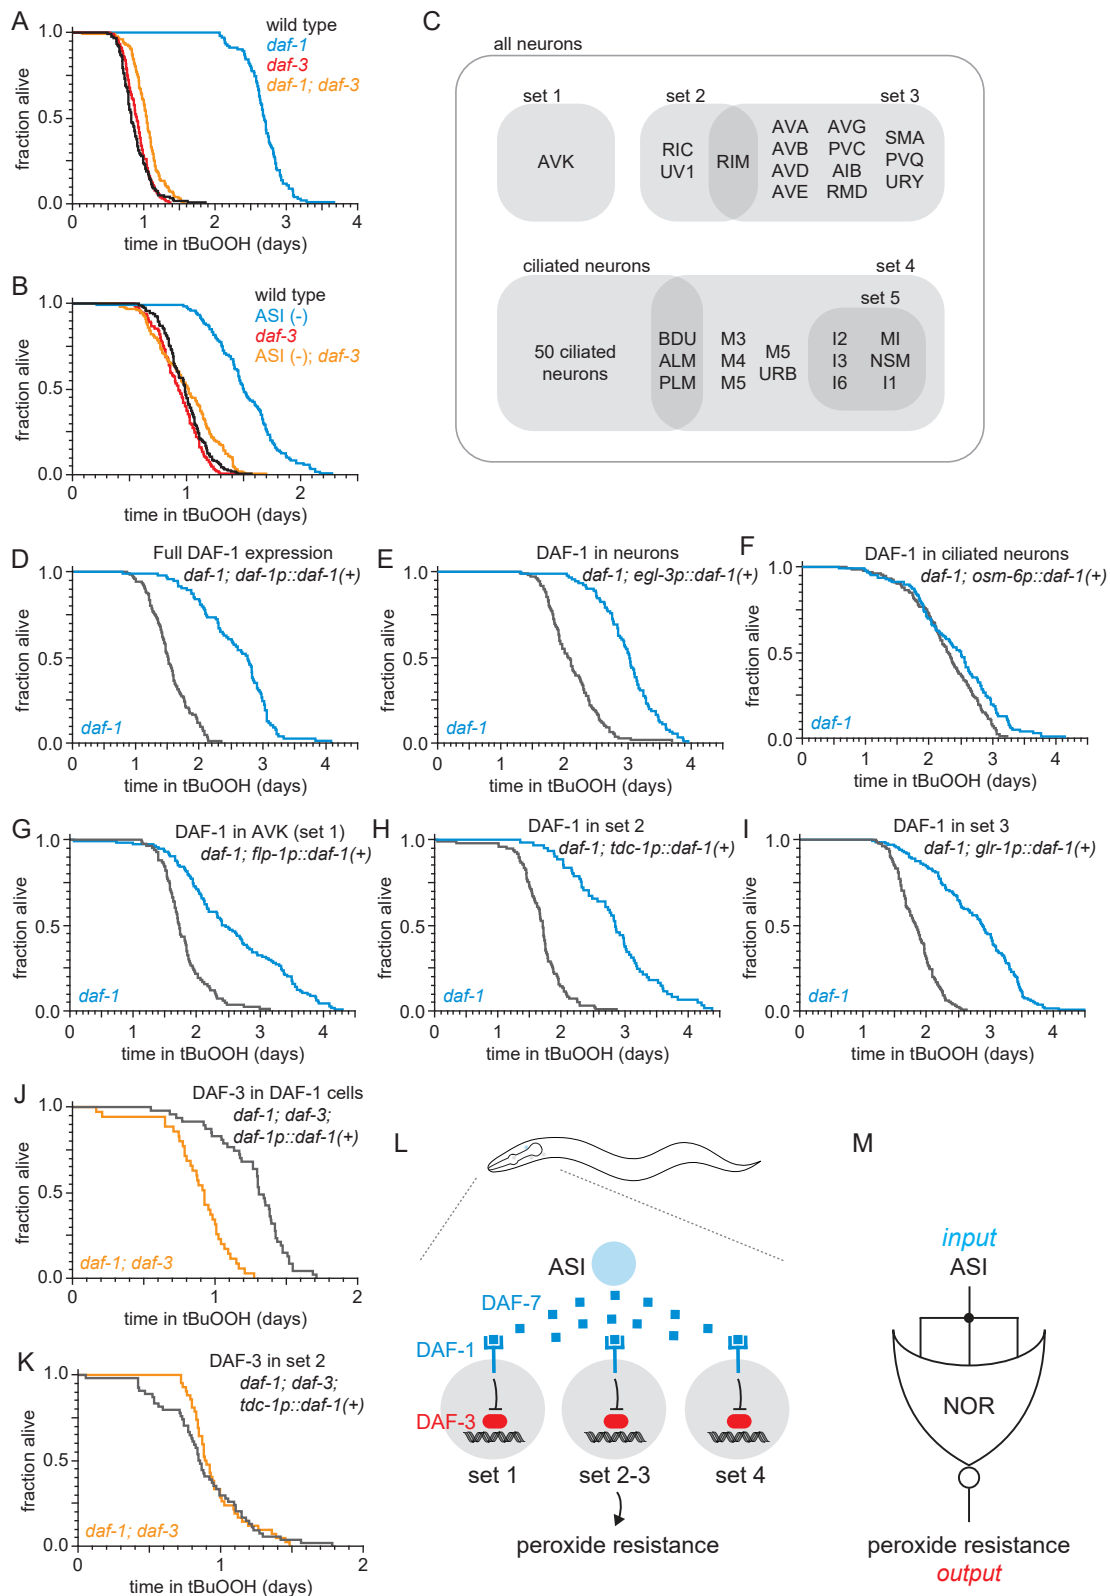 A
1.0
0.5
0.0
0
1
2
3
4
fraction alive
time in tBuOOH (days)
wild type
daf-1
daf-3
daf-1; daf-3
B
1.0
0.5
0.0
0
1
2
fraction alive
time in tBuOOH (days)
wild type
ASI (-)
daf-3
ASI (-); daf-3
C
all neurons
set 1
AVK
set 2
RIC
UV1
RIM
set 3
AVA
AVB
AVD
AVE
AVG
PVC
AIB
RMD
SMA
PVQ
URY
ciliated neurons
50 ciliated
neurons
BDU
ALM
PLM
set 4
M3
M4
M5
M5
URB
set 5
I2
I3
I6
MI
NSM
I1
D
Full DAF-1 expression
daf-1; daf-1p::daf-1(+)
1.0
0.5
0.0
0
1
2
3
4
fraction alive
daf-1
time in tBuOOH (days)
E
DAF-1 in neurons
daf-1; egl-3p::daf-1(+)
1.0
0.5
0.0
0
1
2
3
4
fraction alive
daf-1
time in tBuOOH (days)
F
DAF-1 in ciliated neurons
daf-1; osm-6p::daf-1(+)
1.0
0.5
0.0
0
1
2
3
4
fraction alive
daf-1
time in tBuOOH (days)
G
DAF-1 in AVK (set 1)
daf-1; flp-1p::daf-1(+)
1.0
0.5
0.0
0
1
2
3
4
fraction alive
daf-1
time in tBuOOH (days)
H
DAF-1 in set 2
daf-1; tdc-1p::daf-1(+)
1.0
0.5
0.0
0
1
2
3
4
fraction alive
daf-1
time in tBuOOH (days)
I
DAF-1 in set 3
daf-1; glr-1p::daf-1(+)
1.0
0.5
0.0
0
1
2
3
4
fraction alive
daf-1
time in tBuOOH (days)
J
DAF-3 in DAF-1 cells
daf-1; daf-3;
daf-1p::daf-1(+)
1.0
0.5
0.0
0
1
2
fraction alive
daf-1; daf-3
time in tBuOOH (days)
K
DAF-3 in set 2
daf-1; daf-3;
tdc-1p::daf-1(+)
1.0
0.5
0.0
0
1
2
fraction alive
daf-1; daf-3
time in tBuOOH (days)
L
ASI
DAF-7
DAF-1
DAF-3
set 1
set 2-3
set 4
peroxide resistance
M
input
ASI
NOR
peroxide resistance
output